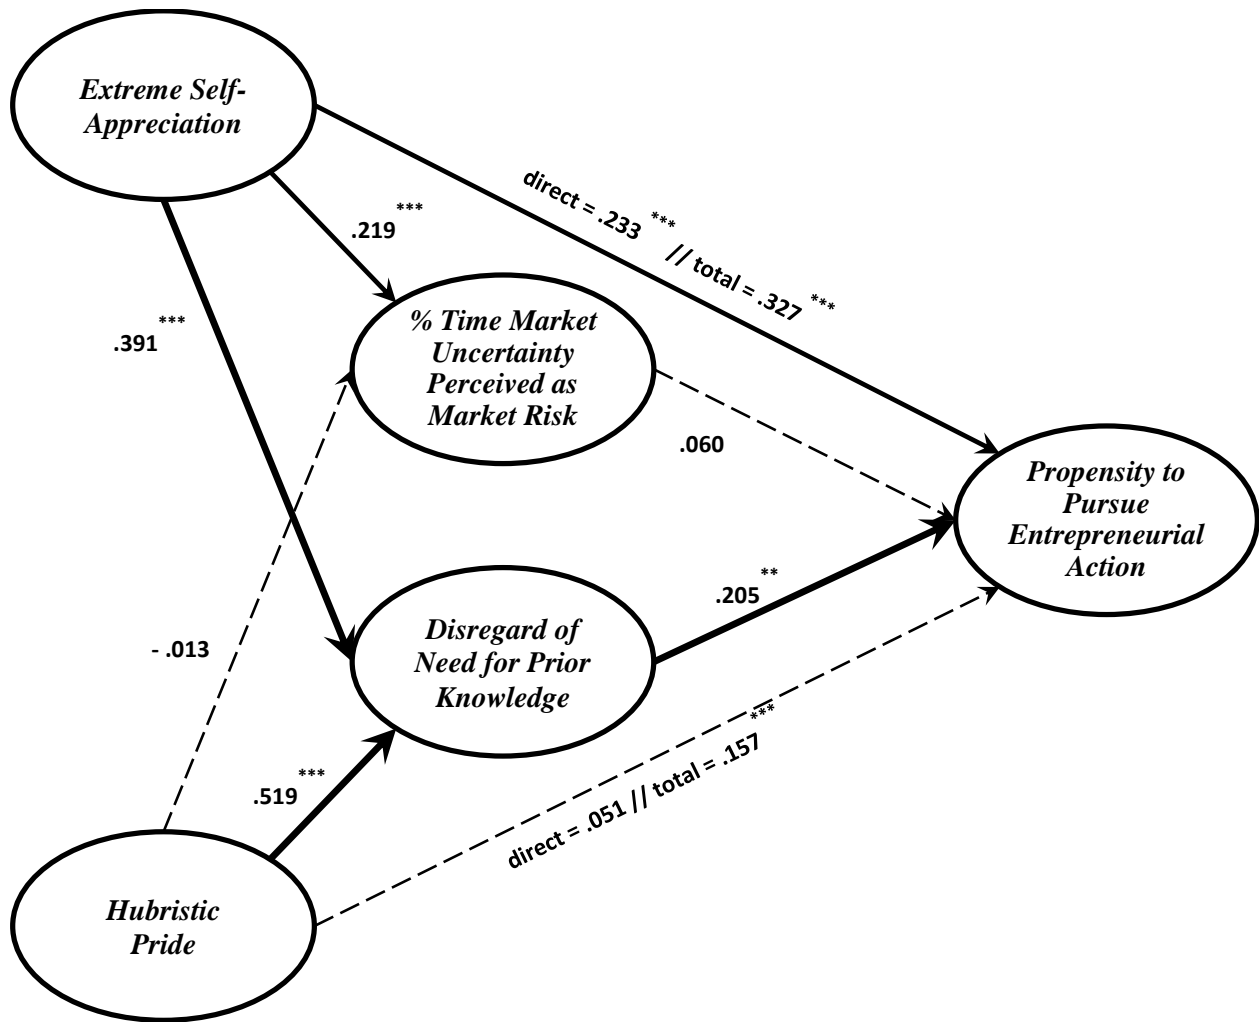 Extreme Self-
Appreciation
direct = .233 *** // total = .327 ***
.219***
.391***
% Time Market
Uncertainty
Perceived as
Market Risk
.060
Propensity to
Pursue
Entrepreneurial
Action
.205**
- .013
Disregard of
Need for Prior
Knowledge
.519***
direct = .051 // total = .157***
Hubristic
Pride